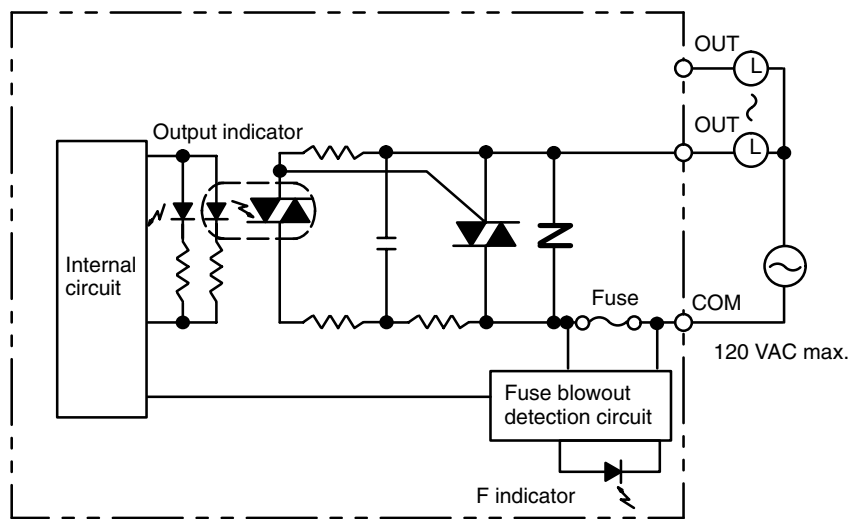 OUT
L
OUT
L
Output indicator
Internal
circuit
Fuse
COM
120 VAC max.
Fuse blowout
detection circuit
F indicator